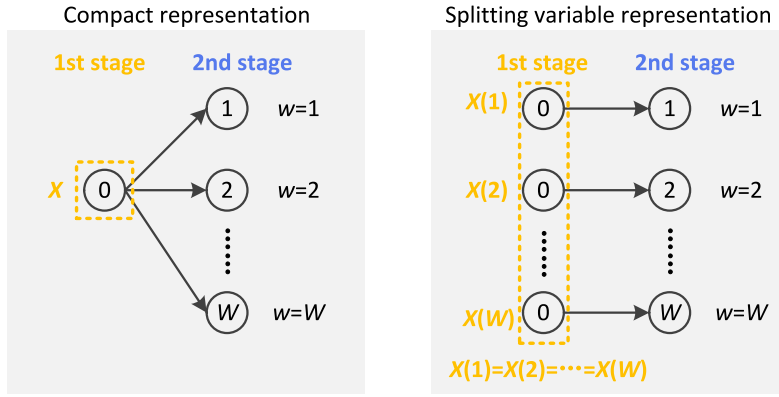 Compact representation
1st stage 2nd stage
1 w=1
X 0 2 w=2
W w=W
Splitting variable representation
1st stage 2nd stage
X(1) 0 1 w=1
X(2) 0 2 w=2
X(W) 0 W w=W
X(1)=X(2)=···=X(W)